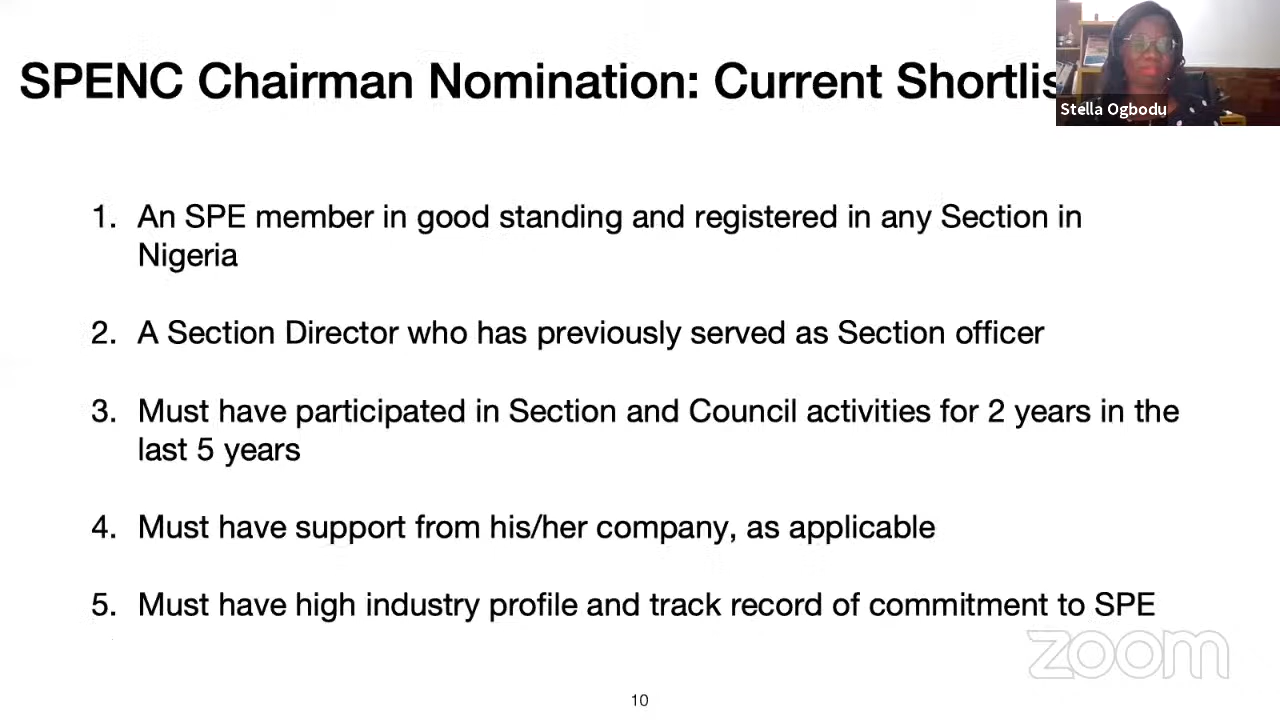 SPENC Chairman Nomination: Current Shortlis
Stella Ogbodu
1. An SPE member in good standing and registered in any Section in
Nigeria
2. A Section Director who has previously served as Section officer
3. Must have participated in Section and Council activities for 2 years in the
last 5 years
4. Must have support from his/her company, as applicable
5. Must have high industry profile and track record of commitment to SPE
zoom
10